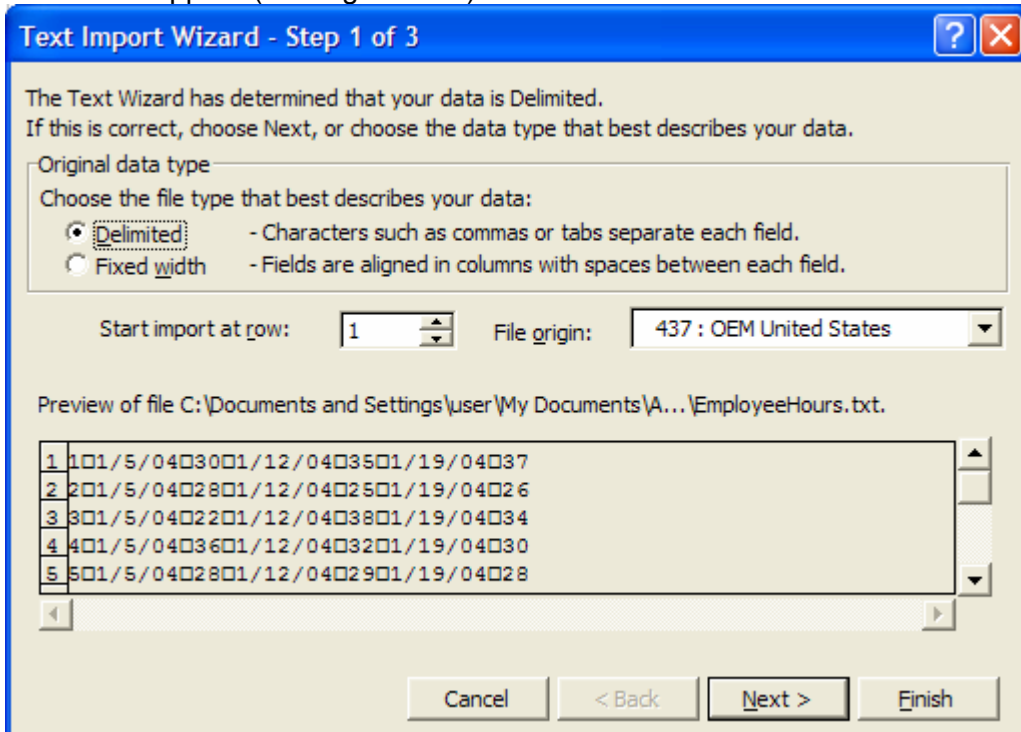 Text Import Wizard - Step 1 of 3
The Text Wizard has determined that your data is Delimited.
If this is correct, choose Next, or choose the data type that best describes your data.
Original data type
Choose the file type that best describes your data:
Delimited - Characters such as commas or tabs separate each field.
Fixed width - Fields are aligned in columns with spaces between each field.
Start import at row: 1 File origin: 437 : OEM United States
Preview of file C:\Documents and Settings\user\My Documents\A...\EmployeeHours.txt.
1 1□1/5/04□30□1/12/04□35□1/19/04□37
2 2□1/5/04□28□1/12/04□25□1/19/04□26
3 3□1/5/04□22□1/12/04□38□1/19/04□34
4 4□1/5/04□36□1/12/04□32□1/19/04□30
5 5□1/5/04□28□1/12/04□29□1/19/04□28
Cancel < Back Next > Finish